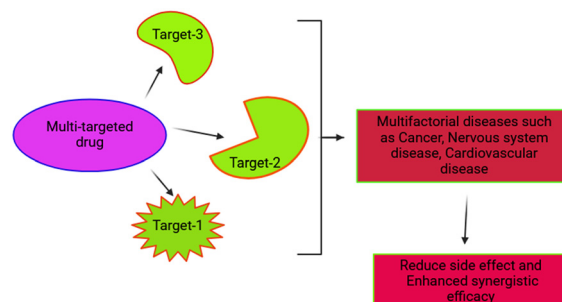 Target-3
Multi-targeted
drug
Target-2
Target-1
Multifactorial diseases such
as Cancer, Nervous system
disease, Cardiovascular
disease
Reduce side effect and
Enhanced synergistic
efficacy